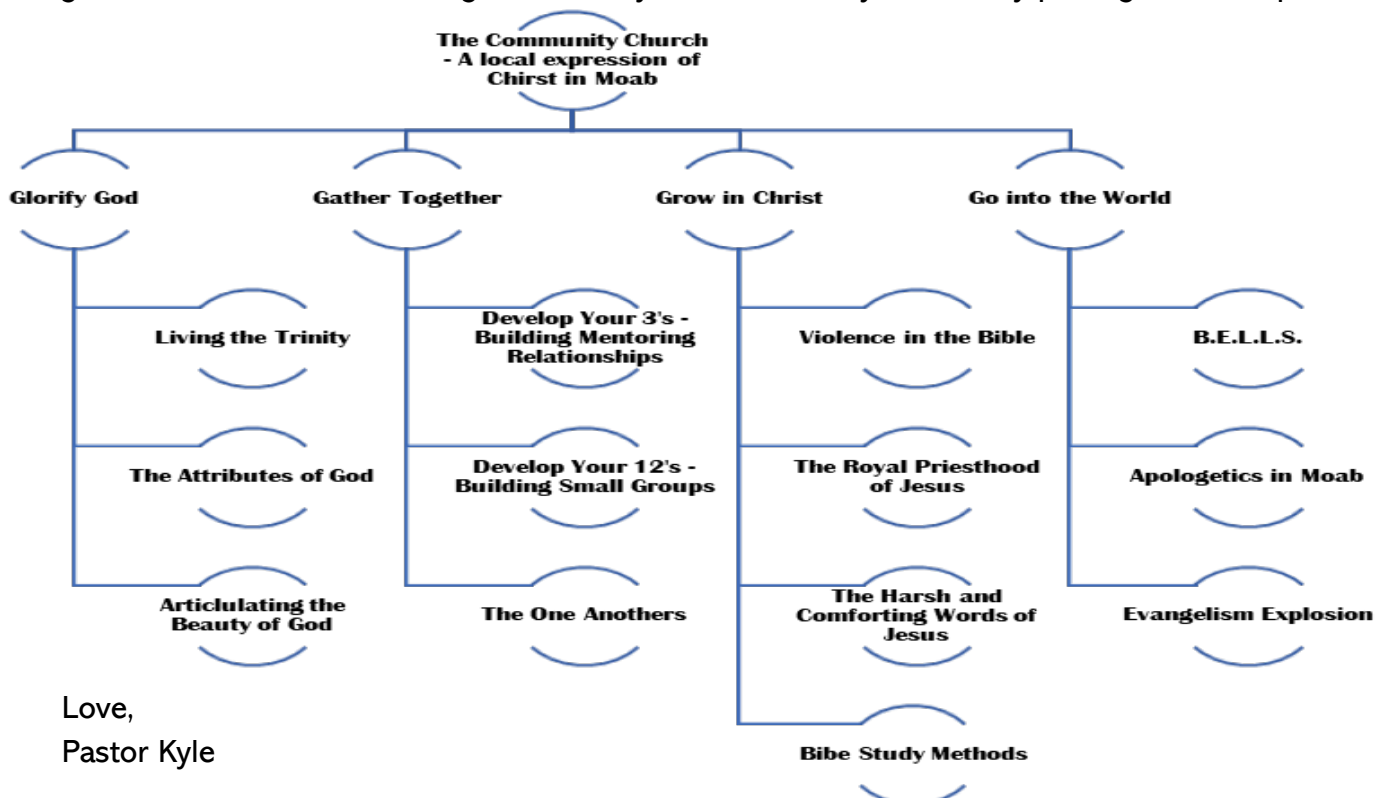 The Community Church
- A local expression of
Chirst in Moab
Glorify God
Gather Together
Grow in Christ
Go into the World
Living the Trinity
The Attributes of God
Articlulating the
Beauty of God
Develop Your 3's -
Building Mentoring
Relationships
Develop Your 12's -
Building Small Groups
The One Anothers
Violence in the Bible
The Royal Priesthood
of Jesus
The Harsh and
Comforting Words of
Jesus
Bibe Study Methods
B.E.L.L.S.
Apologetics in Moab
Evangelism Explosion
Love,
Pastor Kyle